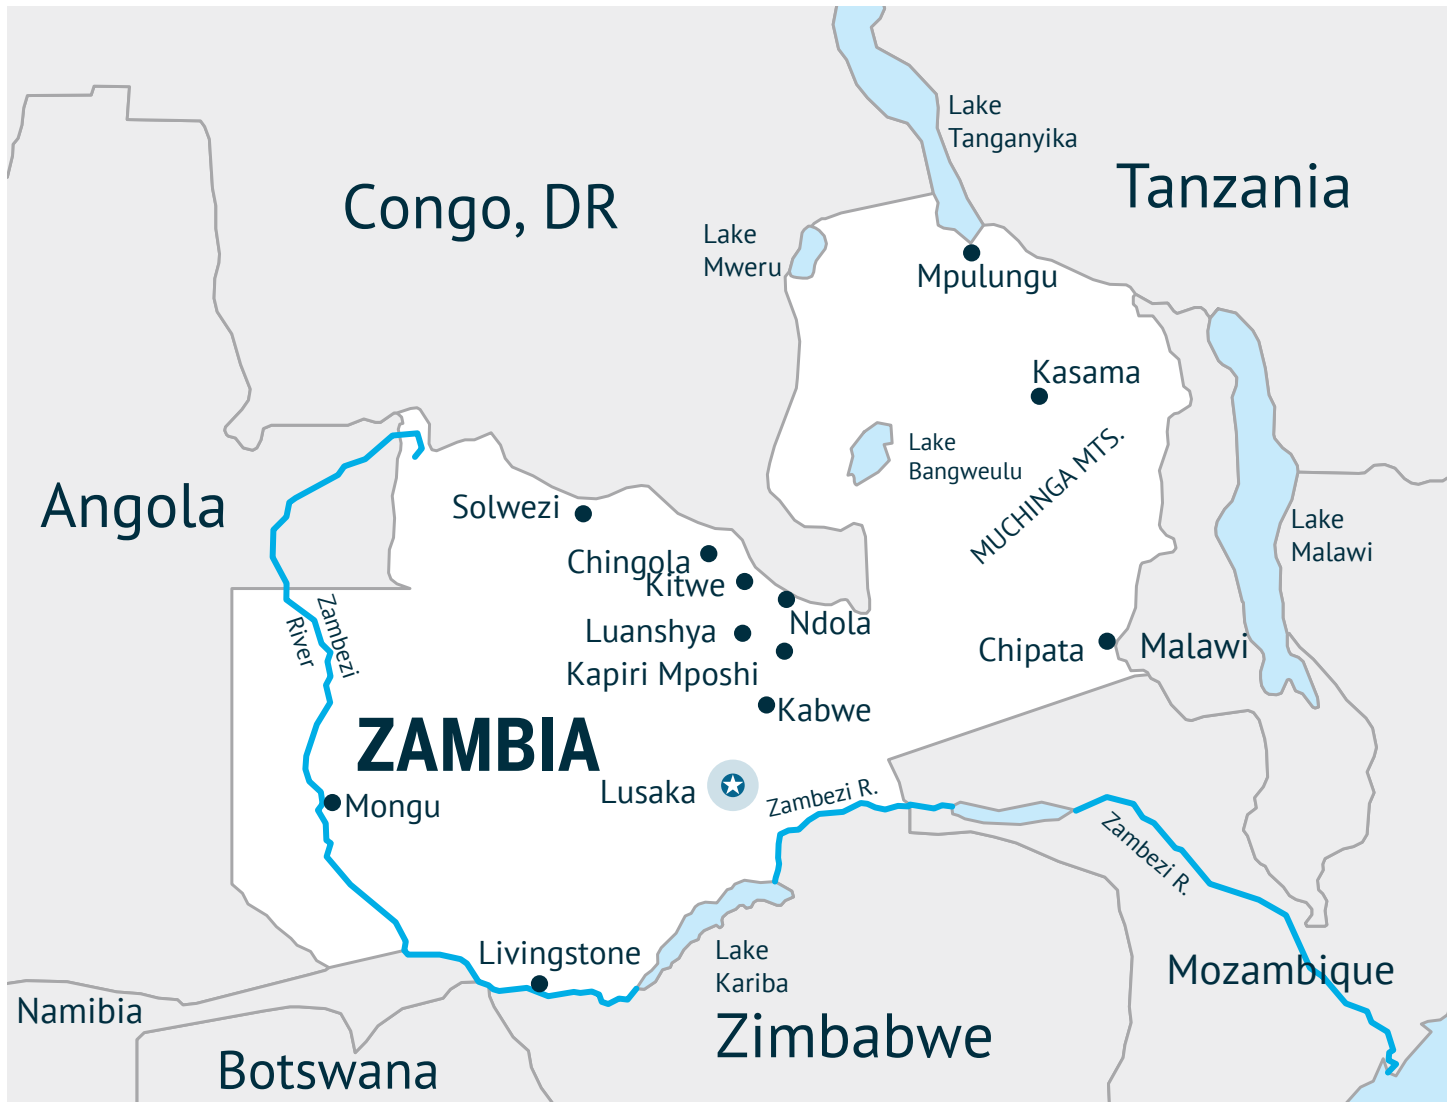 Lake
Tanganyika
Tanzania
Congo, DR
Lake
Mweru
Mpulungu
Kasama
Lake
Bangweulu
MUCHINGA MTS.
Angola
Solwezi
Lake
Malawi
Chingola
Kitwe
Ndola
Luanshya
Zambezi
River
Chipata
Malawi
Kapiri Mposhi
Kabwe
ZAMBIA
Lusaka
Zambezi R.
Mongu
Zambezi R.
Livingstone
Lake
Kariba
Mozambique
Namibia
Zimbabwe
Botswana